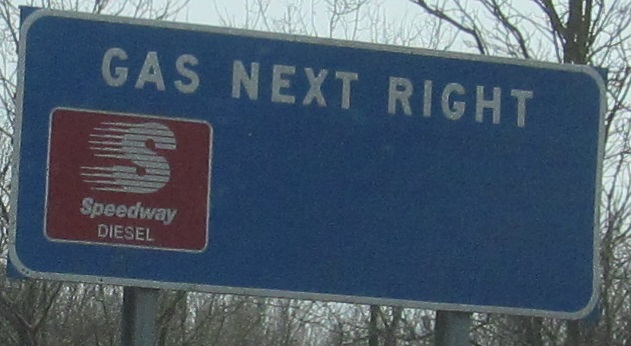 GAS NEXT RIGHT
S
Speedway
DIESEL